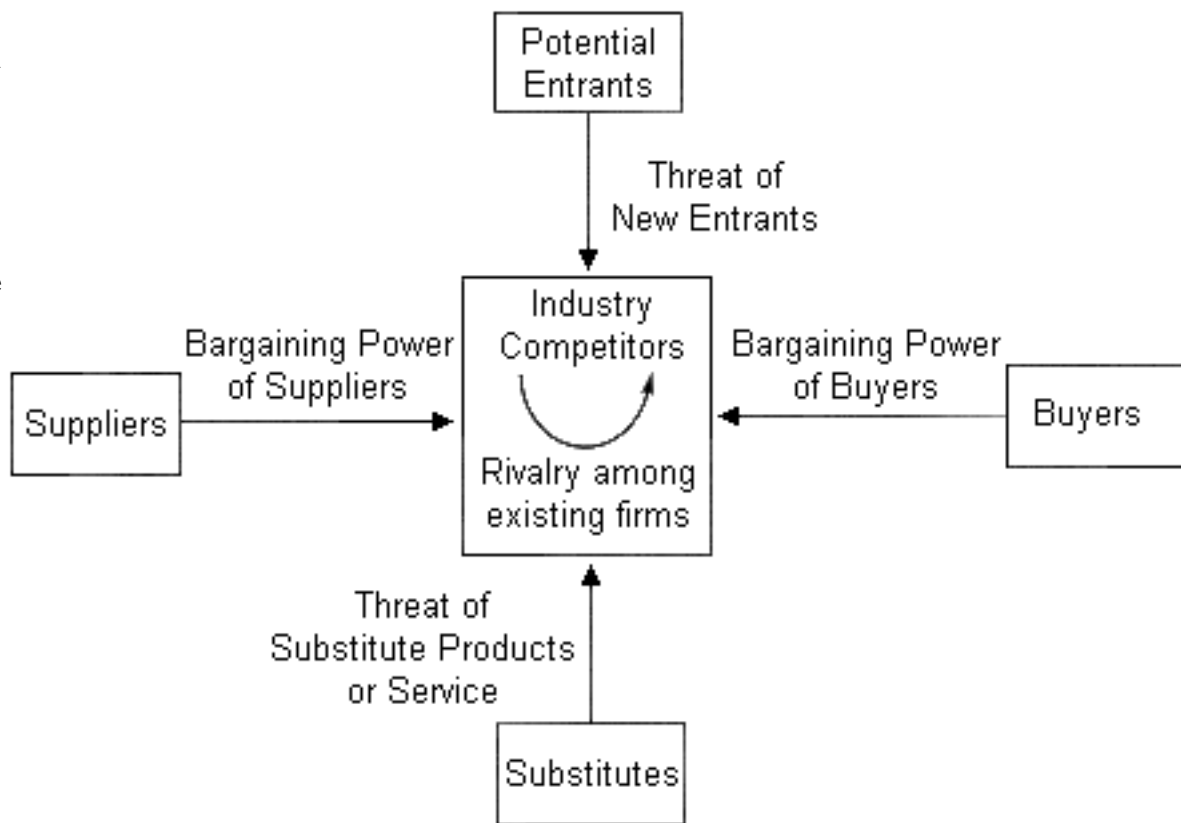 Potential
Entrants
Threat of
New Entrants
Industry
Competitors
Rivalry among
existing firms
Bargaining Power
of Suppliers
Suppliers
Bargaining Power
of Buyers
Buyers
Threat of
Substitute Products
or Service
Substitutes